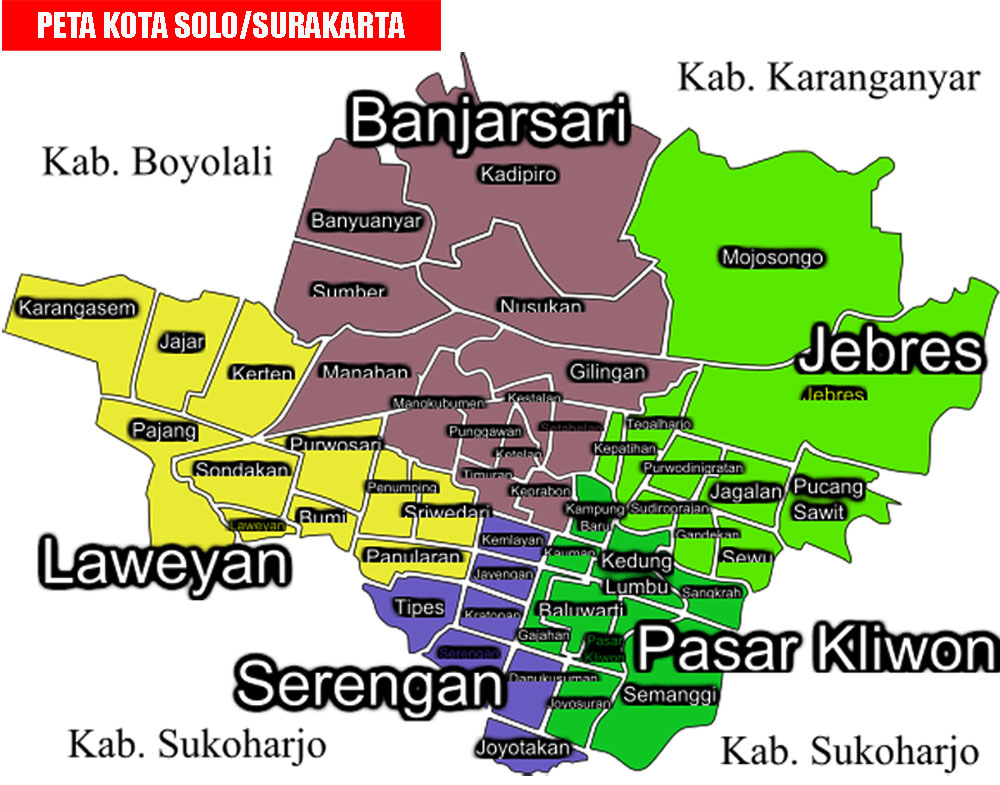 PETA KOTA SOLO/SURAKARTA
Kab. Karanganyar
Banjarsari
Kab. Boyolali
Kadipiro
Banyuanyar
Mojosongo
Sumber
Nusukan
Karangasem
Jajar
Kerten
Manahan
Gilingan
Jebres
Jebres
Mangkubumen
Kestalan
Setabelan
Tegalharjo
Pajang
Punggawan
Purwosari
Kepatihan
Ketelan
Sondakan
Timuran
Purwodiningratan
Penumping
Keprabon
Jagalan
Pucang
Sawit
Sriwedari
Kampung
Baru
Sudiroprajan
Bumi
Laweyan
Gandekan
Kemlayan
Kauman
Sewu
Panularan
Kedung
Lumbu
Laweyan
Jayengan
Sangkrah
Tipes
Kratonan
Baluwarti
Gajahan
Pasar
Kliwon
Pasar Kliwon
Serengan
Serengan
Danukusuman
Joyosuran
Semanggi
Kab. Sukoharjo
Joyotakan
Kab. Sukoharjo